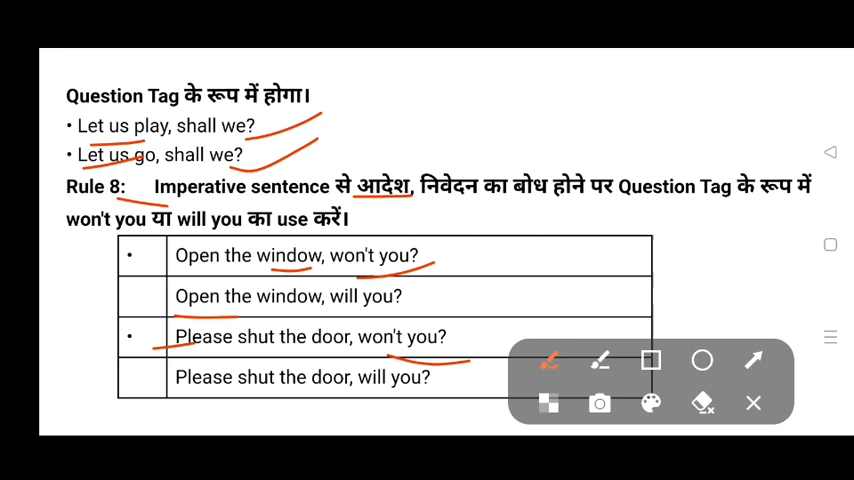 Question Tag के रूप में होगा।
• Let us play, shall we?
• Let us go, shall we?
Rule 8: Imperative sentence से आदेश, निवेदन का बोध होने पर Question Tag के रूप में
won't you या will you का use करें।
• Open the window, won't you?
Open the window, will you?
• Please shut the door, won't you?
Please shut the door, will you?